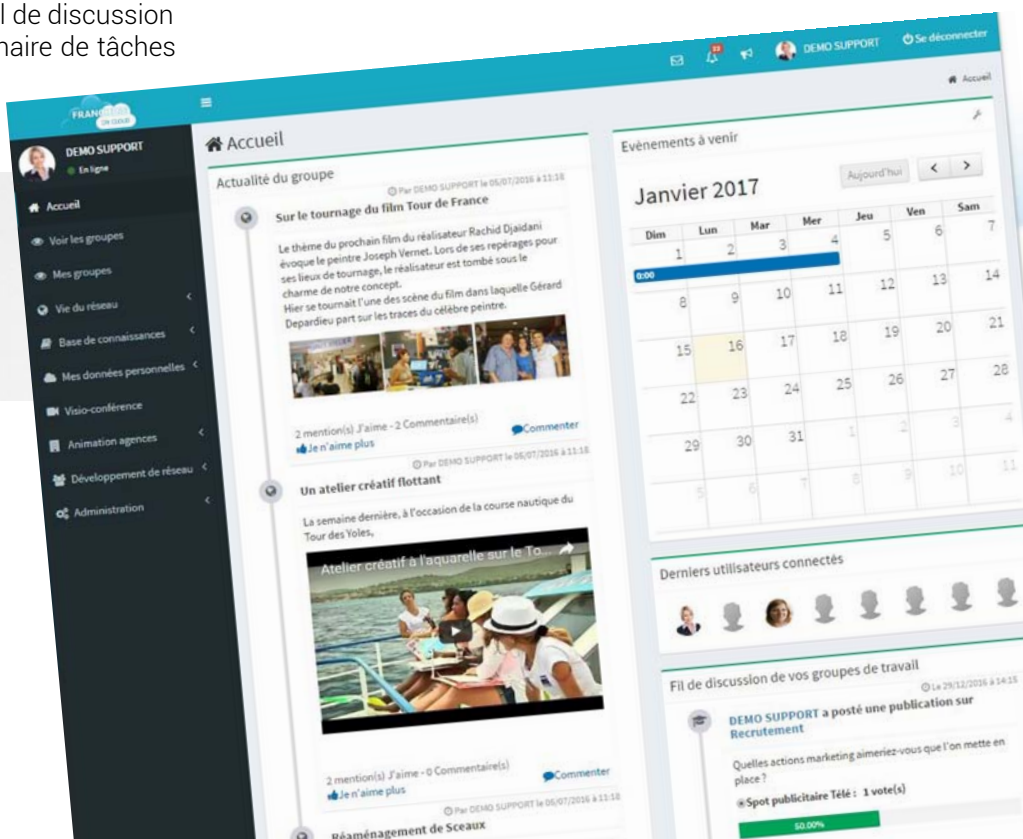 l de discussion
naire de tâches
DEMO SUPPORT
Se déconnecter
FRAN
DEMO SUPPORT
En ligne
Accueil
Voir les groupes
Mes groupes
Vie du réseau
Base de connaissances
Mes données personnelles
Visio-conférence
Animation agences
Développement de réseau
Administration
Accueil
Accueil
Actualité du groupe
Par DEMO SUPPORT le 06/07/2016 à 11:18
Sur le tournage du film Tour de France
Le thème du prochain film du réalisateur Rachid Djaïdani
évoque le peintre Joseph Vernet. Lors de ses repérages pour
ses lieux de tournage, le réalisateur est tombé sous le
charme de notre concept.
Hier se tournait l'une des scène du film dans laquelle Gérard
Depardieu part sur les traces du célèbre peintre.
2 mention(s) J'aime - 2 Commentaire(s)
Je n'aime plus
Commenter
Par DEMO SUPPORT le 06/07/2016 à 11:18
Un atelier créatif flottant
La semaine dernière, à l'occasion de la course nautique du
Tour des Yoles,
Atelier créatif à l'aquarelle sur le To...
2 mention(s) J'aime - 0 Commentaire(s)
Je n'aime plus
Commenter
Par DEMO SUPPORT le 06/07/2016 à 11:18
Réaménagement de Sceaux
Evènements à venir
Janvier 2017
Aujourd'hui
Dim Lun Mar Mer Jeu Ven Sam
1 2 3 4 5 6 7
0:00
8 9 10 11 12 13 14
15 16 17 18 19 20 21
22 23 24 25 26 27 28
29 30 31 1 2 3 4
5 6 7 8 9 10 11
Derniers utilisateurs connectés
Fil de discussion de vos groupes de travail
Le 29/12/2016 à 14:15
DEMO SUPPORT a posté une publication sur
Recrutement
Quelles actions marketing aimeriez-vous que l'on mette en
place ?
Spot publicitaire Télé : 1 vote(s)
50.00%